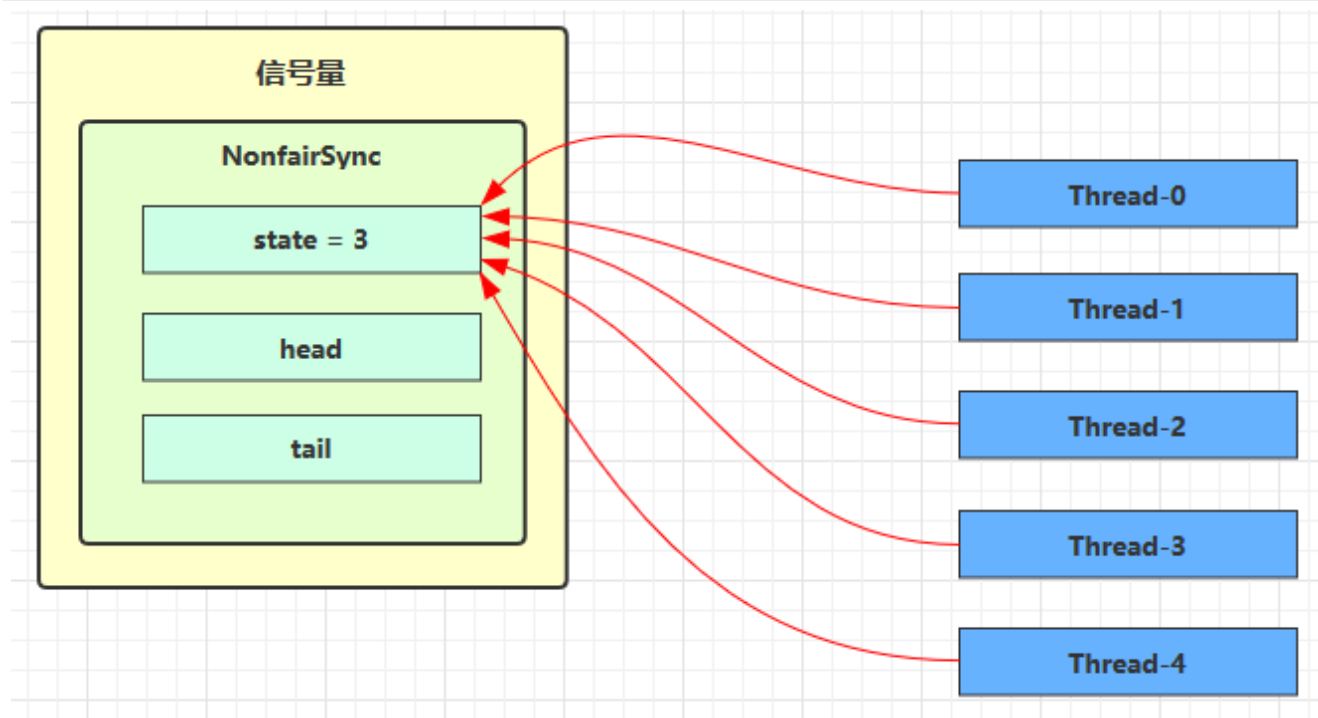 信号量
NonfairSync
state = 3
head
tail
Thread-0
Thread-1
Thread-2
Thread-3
Thread-4